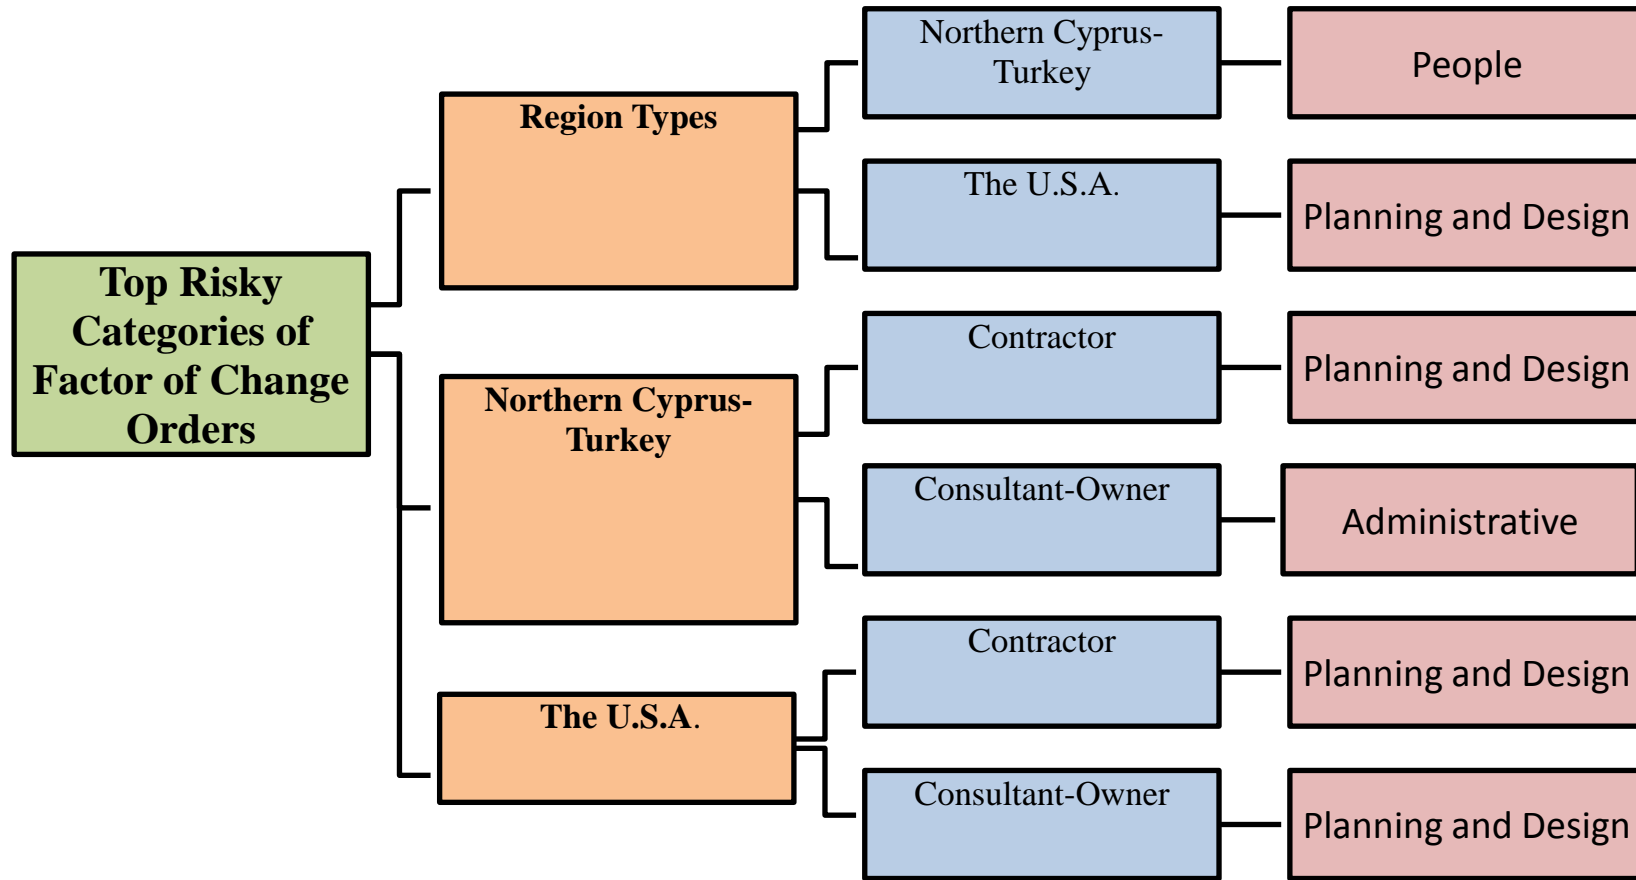 Top Risky
Categories of
Factor of Change
Orders
Region Types
Northern Cyprus-
Turkey
People
The U.S.A.
Planning and Design
Northern Cyprus-
Turkey
Contractor
Planning and Design
Consultant-Owner
Administrative
The U.S.A.
Contractor
Planning and Design
Consultant-Owner
Planning and Design